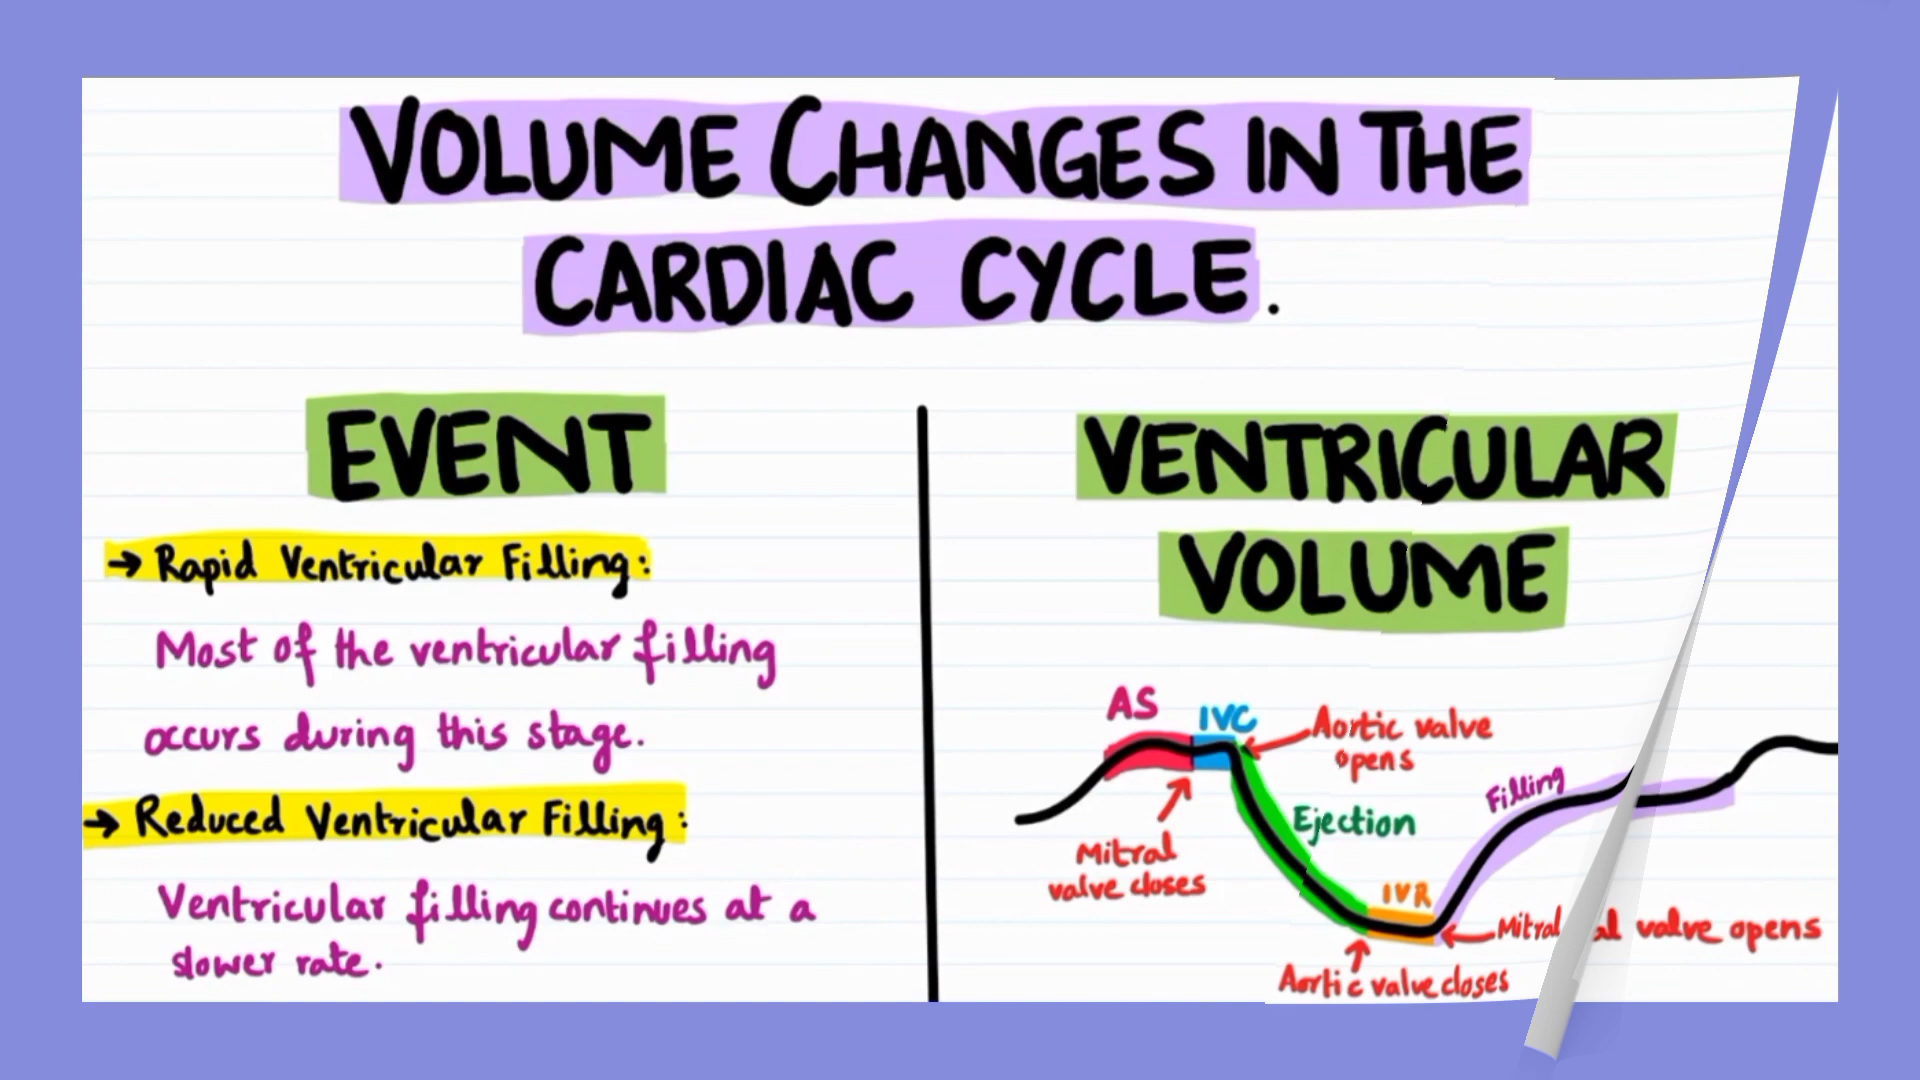 VOLUME CHANGES IN THE
CARDIAC CYCLE.
EVENT
→ Rapid Ventricular Filling:
Most of the ventricular filling
occurs during this stage.
→ Reduced Ventricular Filling:
Ventricular filling continues at a
slower rate.
VENTRICULAR
VOLUME
AS
IVC
Aortic valve
opens
Mitral
valve closes
Ejection
Filling
IVR
Mitral al valve opens
Aortic valve closes